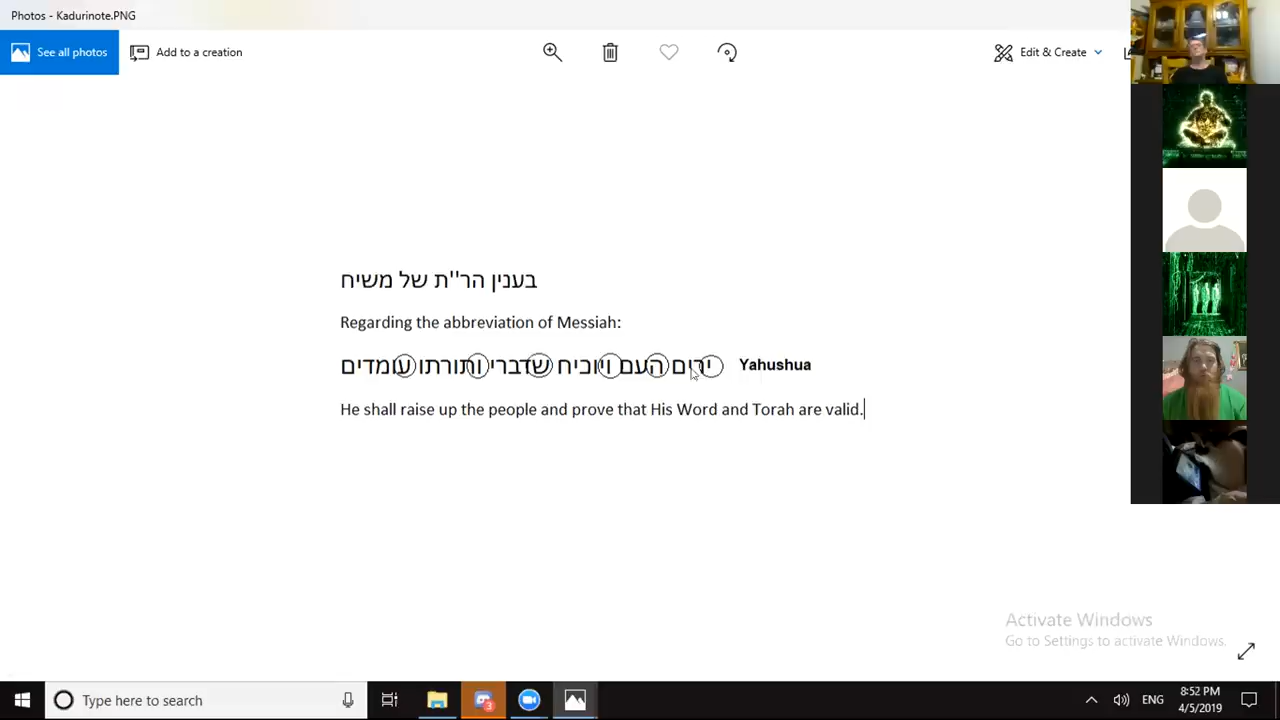 Photos - Kadurinote.PNG
See all photos
Add to a creation
Edit & Create
בענין הר''ת של משיח
Regarding the abbreviation of Messiah:
ירים העם ויוכיח שדברי ותורתו עומדים Yahushua
He shall raise up the people and prove that His Word and Torah are valid.
Activate Windows
Go to Settings to activate Windows.
Type here to search
3
ENG
8:52 PM
4/5/2019